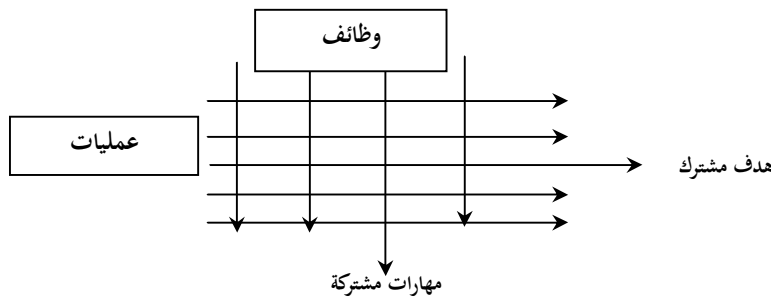 وظائف
عمليات
هدف مشترك
مهارات مشتركة